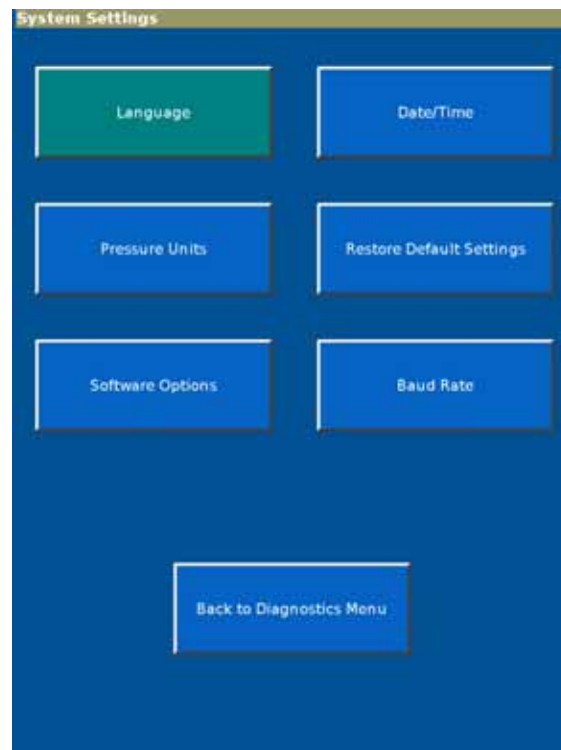 System Settings
Language
Date/Time
Pressure Units
Restore Default Settings
Software Options
Baud Rate
Back to Diagnostics Menu